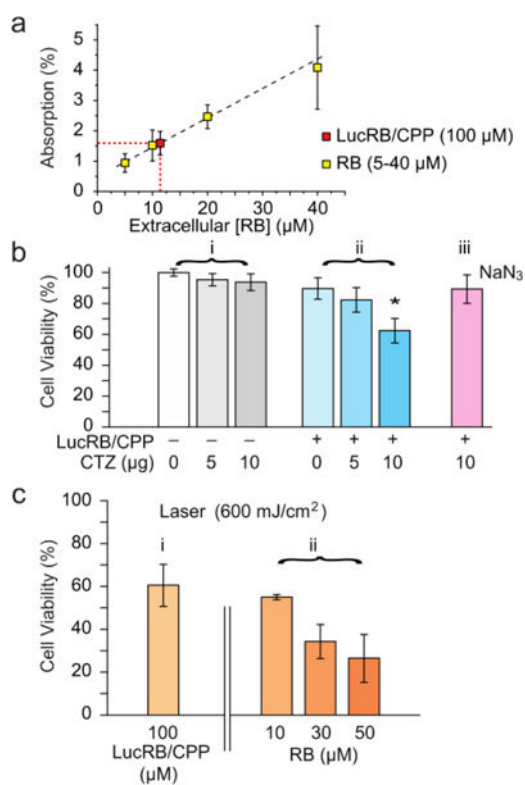 a
Absorption (%)
6
5
4
3
2
1
0
0 10 20 30 40
Extracellular [RB] (µM)
LucRB/CPP (100 µM)
RB (5-40 µM)
b
Cell Viability (%)
100
80
60
40
20
0
i ii iii
* NaN3
LucRB/CPP – – – + + + +
CTZ (µg) 0 5 10 0 5 10 10
c
Cell Viability (%)
100
80
60
40
20
0
Laser (600 mJ/cm²)
i ii
100 10 30 50
LucRB/CPP RB (µM)
(µM)